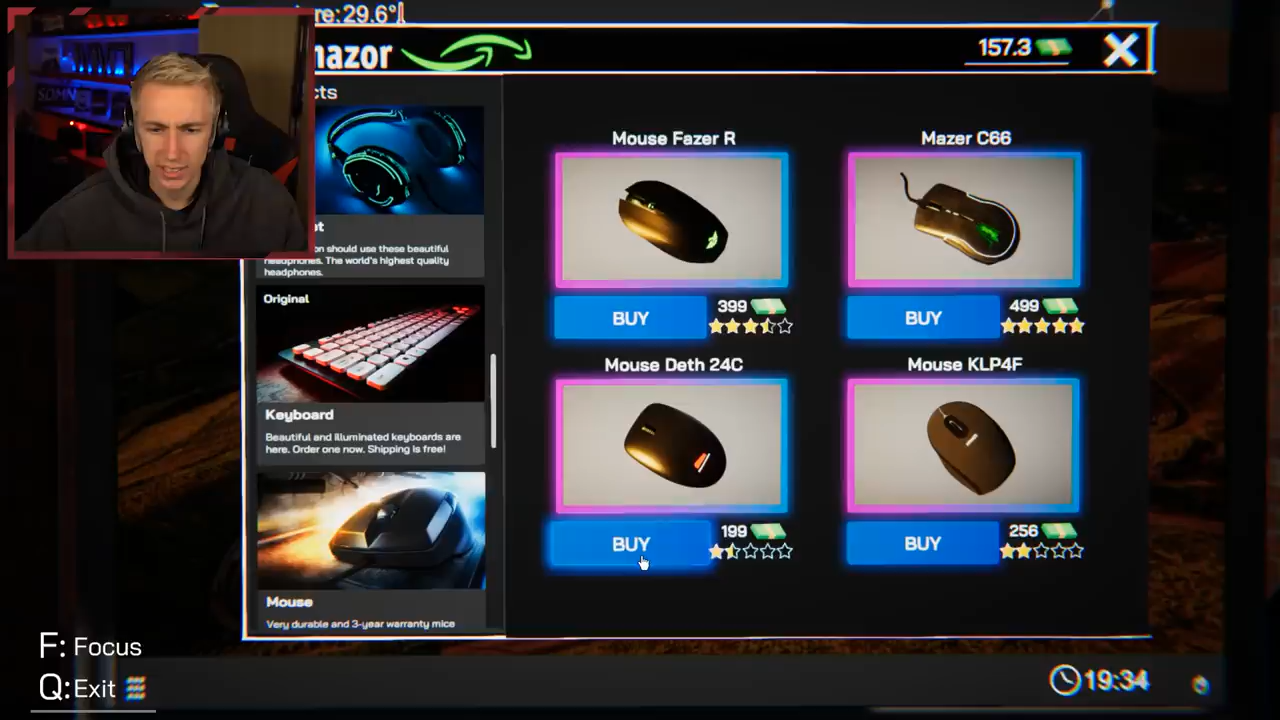 re:29.6°
mazor
157.3
X
cts
Mouse Fazer R
Mazer C66
BUY
399
BUY
499
on should use these beautiful
headphones. The world's highest quality
headphones.
Original
Keyboard
Beautiful and illuminated keyboards are
here. Order one now. Shipping is free!
Mouse
Very durable and 3-year warranty mice
Mouse Deth 24C
Mouse KLP4F
BUY
199
BUY
256
F: Focus
Q: Exit
19:34